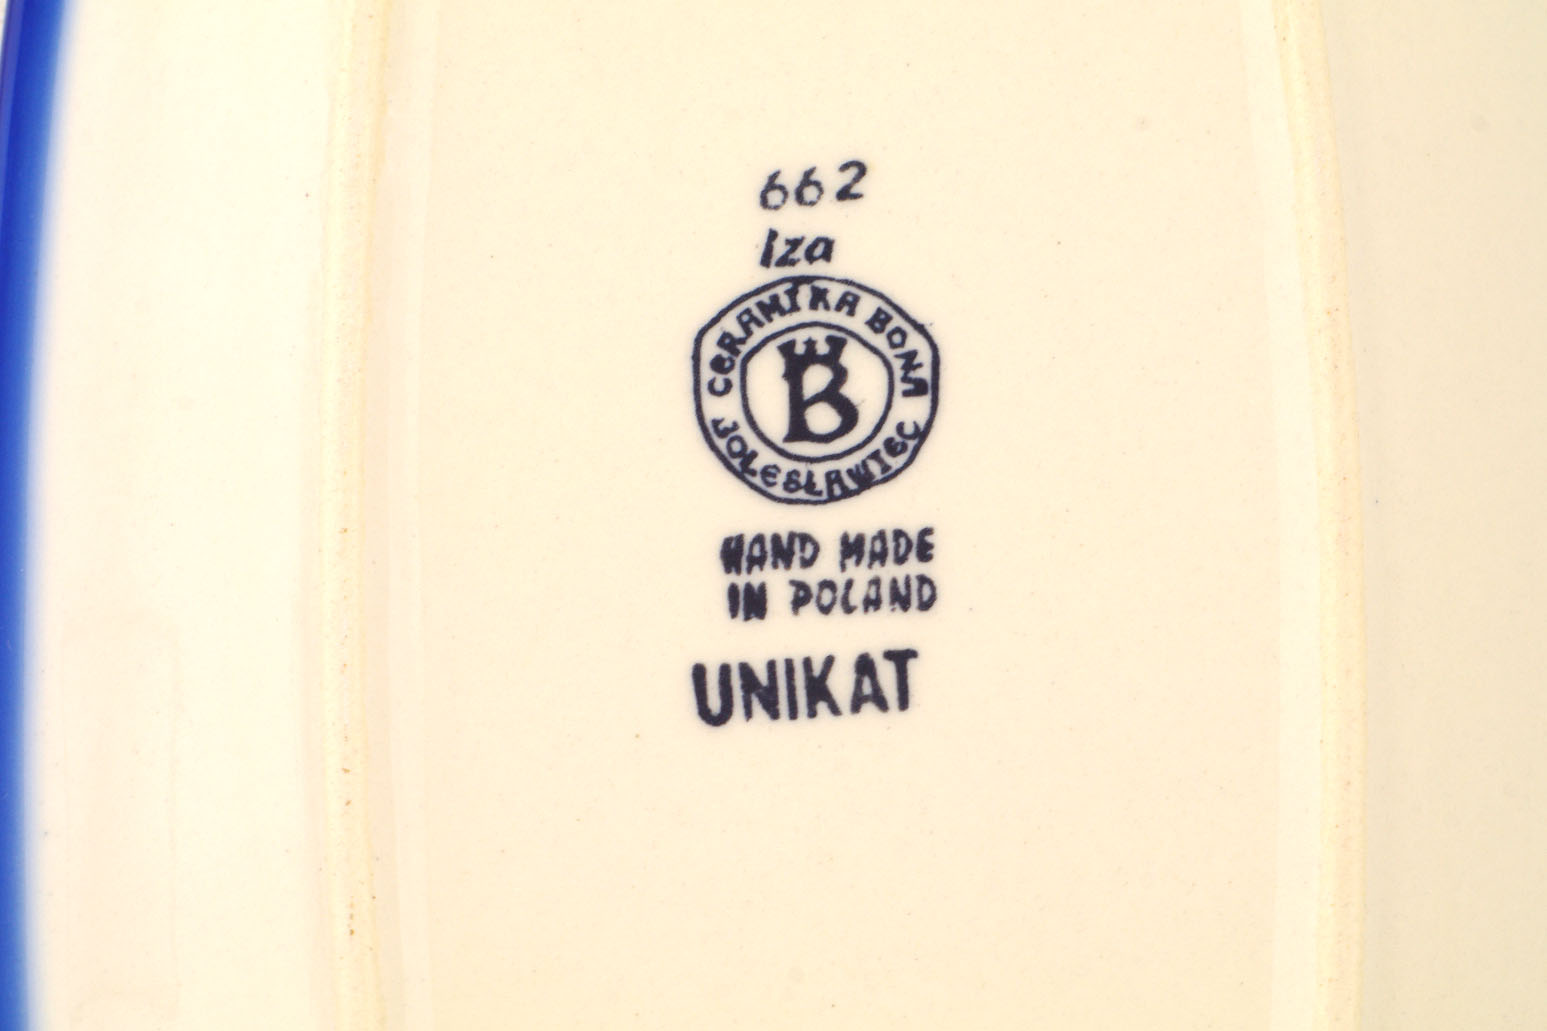 662
Iza
CERAMIKA BONA
B
BOLESŁAWIEC
HAND MADE
IN POLAND
UNIKAT